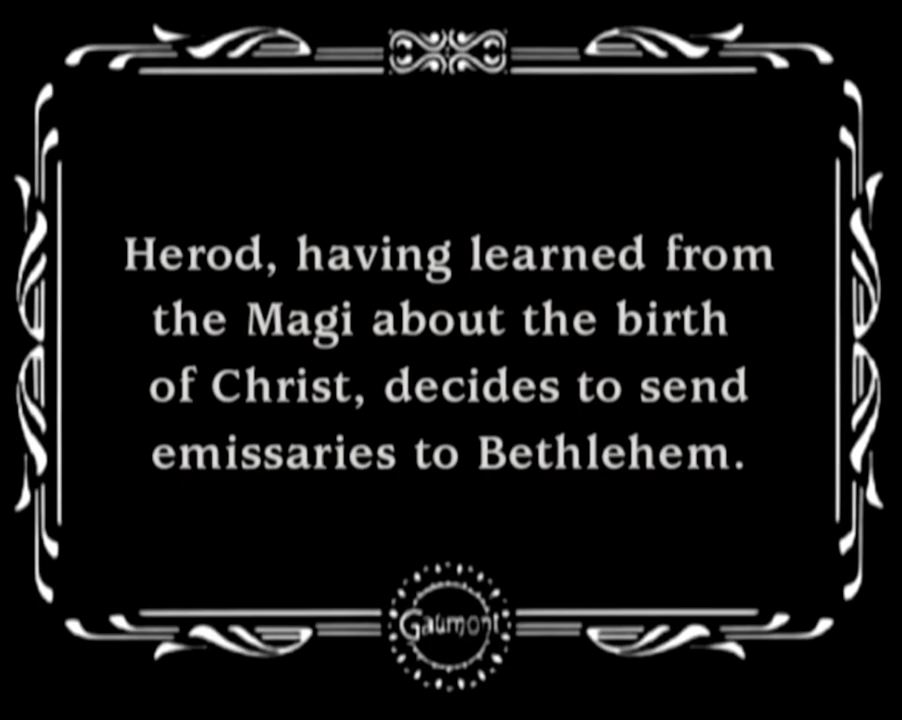 Herod, having learned from
the Magi about the birth
of Christ, decides to send
emissaries to Bethlehem.
Gaumont